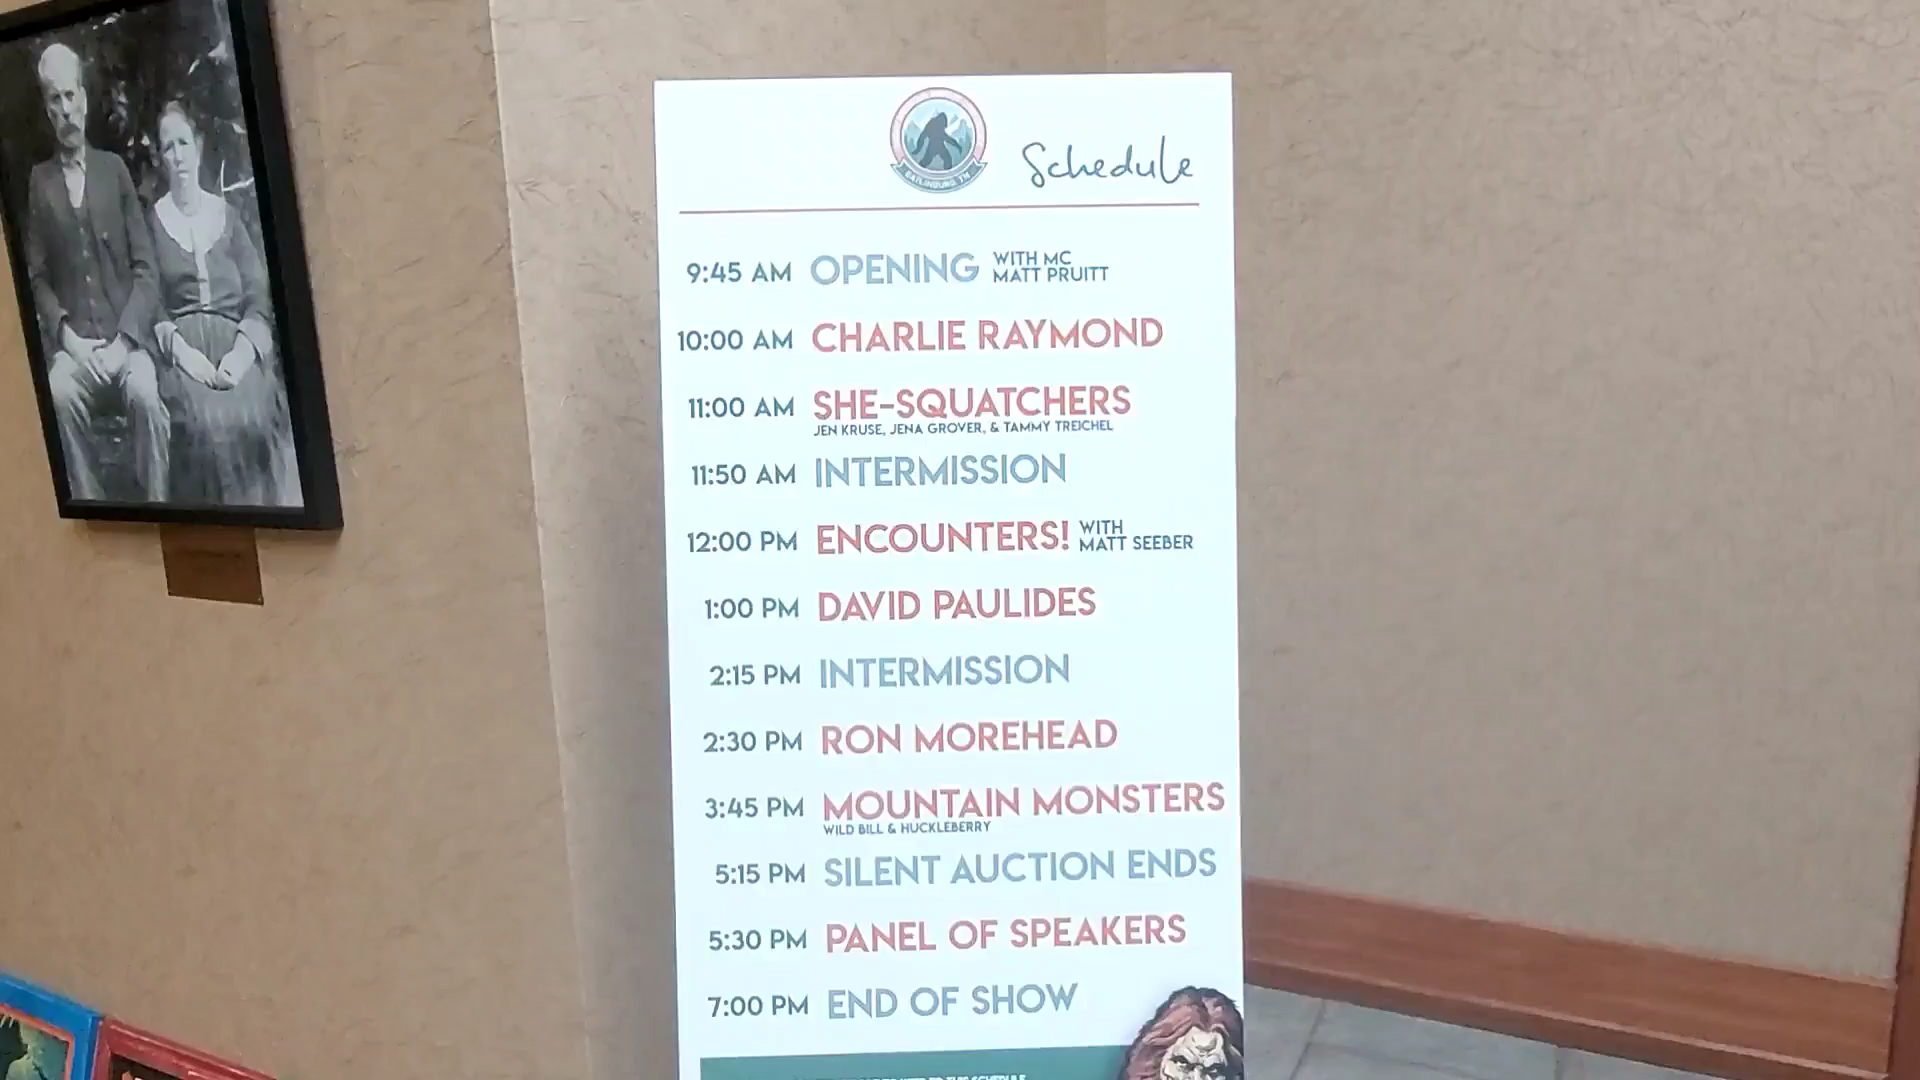 GATLINBURG, TN
Schedule
9:45 AM OPENING WITH MC MATT PRUITT
10:00 AM CHARLIE RAYMOND
11:00 AM SHE-SQUATCHERS
JEN KRUSE, JENA GROVER, & TAMMY TREICHEL
11:50 AM INTERMISSION
12:00 PM ENCOUNTERS! WITH MATT SEEBER
1:00 PM DAVID PAULIDES
2:15 PM INTERMISSION
2:30 PM RON MOREHEAD
3:45 PM MOUNTAIN MONSTERS
WILD BILL & HUCKLEBERRY
5:15 PM SILENT AUCTION ENDS
5:30 PM PANEL OF SPEAKERS
7:00 PM END OF SHOW